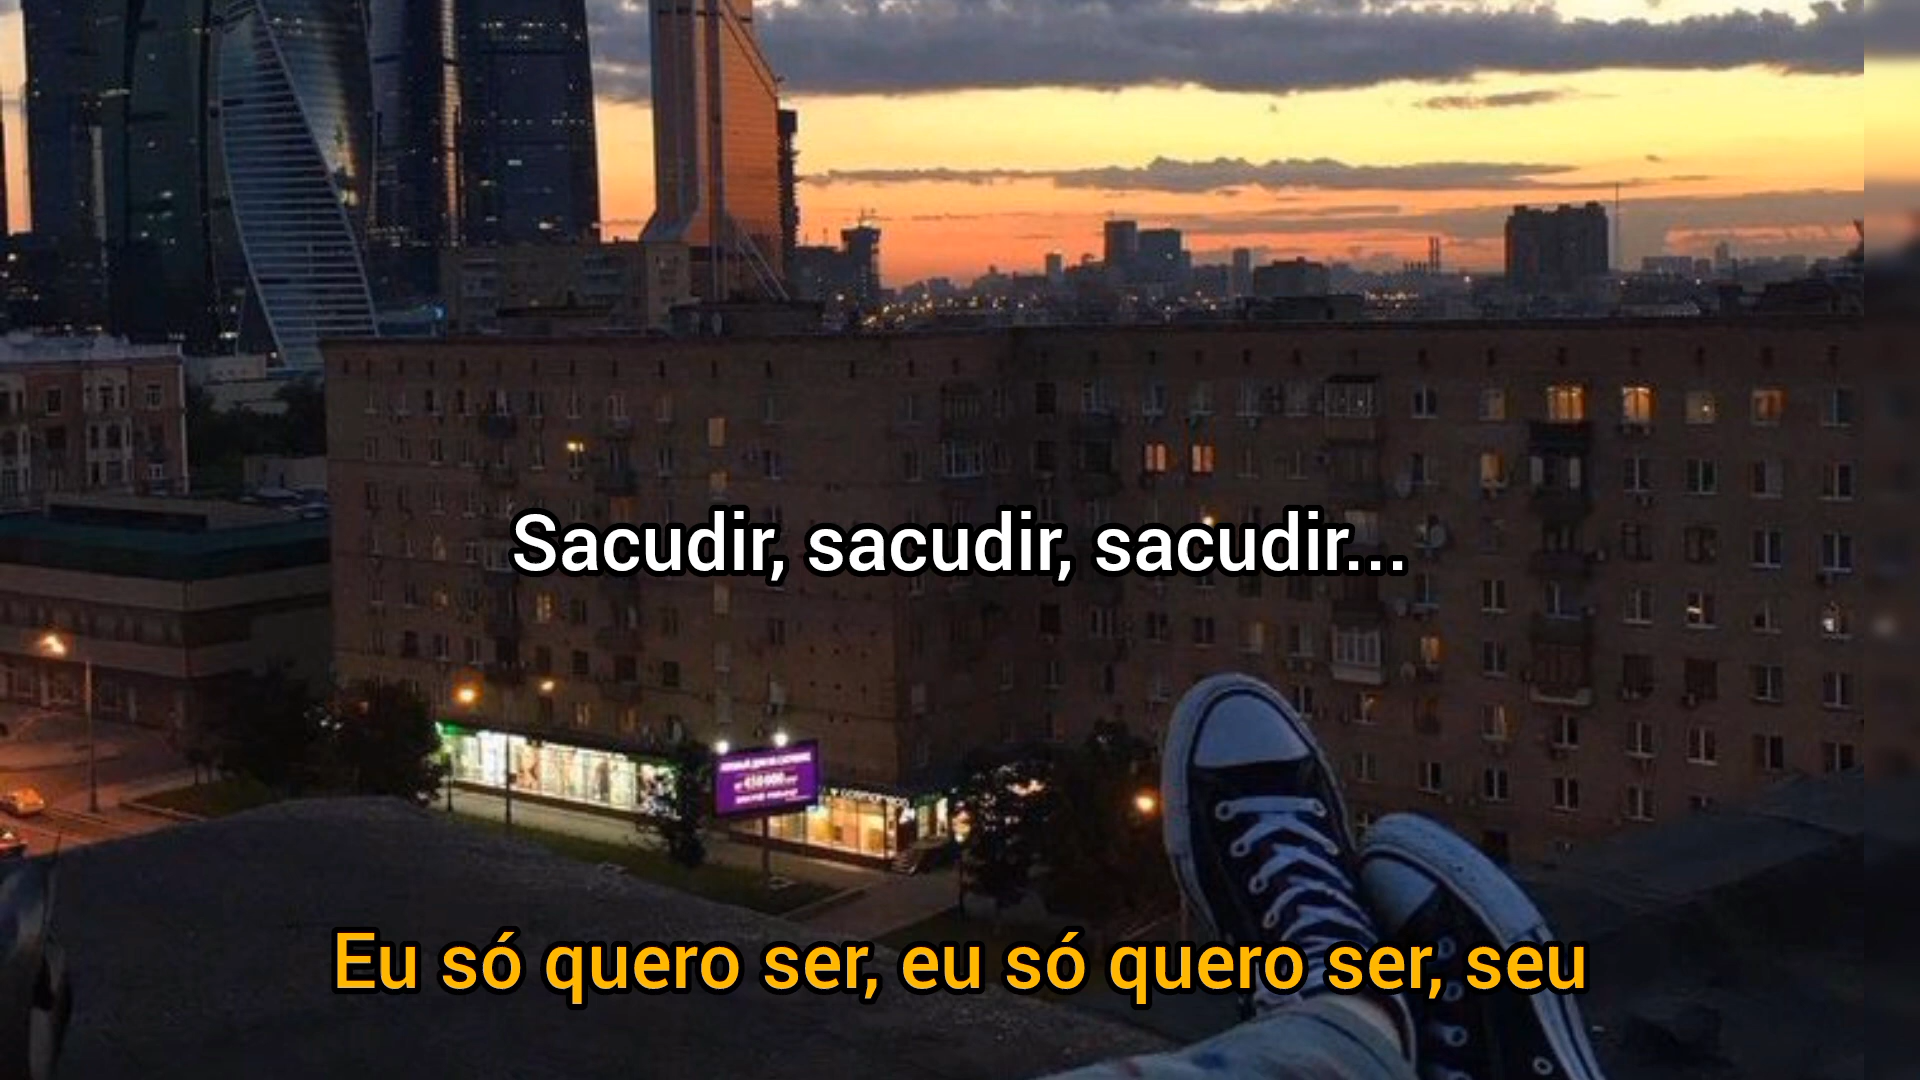 Sacudir, sacudir, sacudir...
Eu só quero ser, eu só quero ser, seu